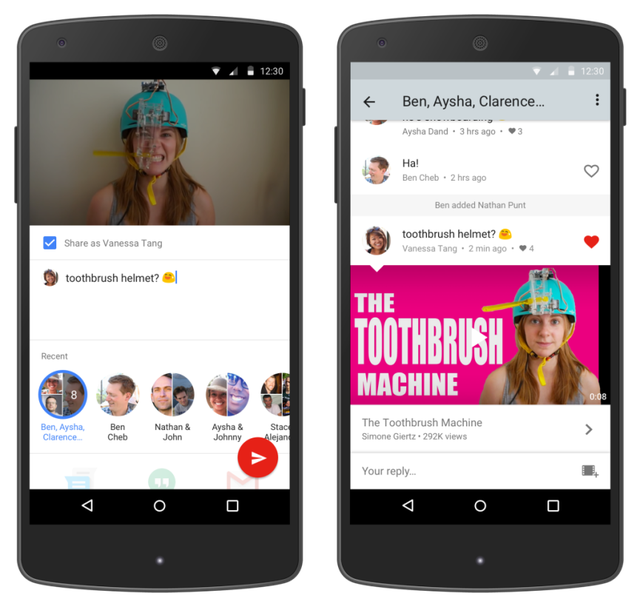 12:30
Share as Vanessa Tang
toothbrush helmet? 🤗
Recent
8
Ben, Aysha,
Clarence...
Ben
Cheb
Nathan &
John
Aysha &
Johnny
Stace
Alejan
12:30
Ben, Aysha, Clarence...
Aysha Dand • 3 hrs ago • ♥ 3
Ha!
Ben Cheb • 2 hrs ago
Ben added Nathan Punt
toothbrush helmet? 🤗
Vanessa Tang • 2 min ago • ♥ 4
THE
TOOTHBRUSH
MACHINE
0:08
The Toothbrush Machine
Simone Giertz • 292K views
Your reply...